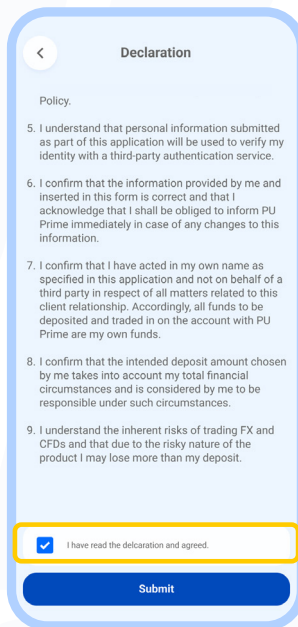 Declaration
Policy.
5. I understand that personal information submitted
as part of this application will be used to verify my
identity with a third-party authentication service.
6. I confirm that the information provided by me and
inserted in this form is correct and that I
acknowledge that I shall be obliged to inform PU
Prime immediately in case of any changes to this
information.
7. I confirm that I have acted in my own name as
specified in this application and not on behalf of a
third party in respect of all matters related to this
client relationship. Accordingly, all funds to be
deposited and traded in on the account with PU
Prime are my own funds.
8. I confirm that the intended deposit amount chosen
by me takes into account my total financial
circumstances and is considered by me to be
responsible under such circumstances.
9. I understand the inherent risks of trading FX and
CFDs and that due to the risky nature of the
product I may lose more than my deposit.
I have read the delcaration and agreed.
Submit